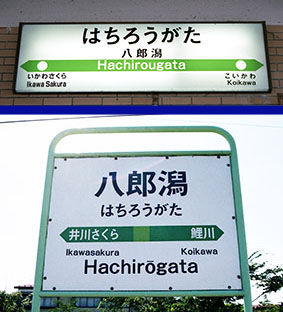 はちろうがた
八郎潟
Hachirougata
いかわさくら こいかわ
Ikawa Sakura Koikawa
八郎潟
はちろうがた
井川さくら 鯉川
Ikawasakura Koikawa
Hachirōgata